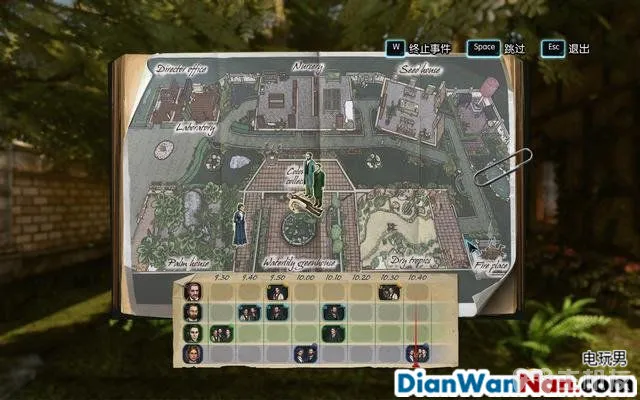 W 终止事件 Space 跳过 Esc 退出
Director office Nursery Seed house
Laboratory
Palm house Waterlily greenhouse Dry tropics Fire place
9.30 9.40 9.50 10.00 10.10 10.20 10.30 10.40
电玩男
DianWanNan.com